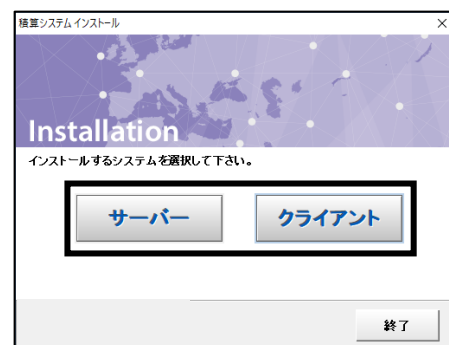 積算システム インストール
Installation
インストールするシステムを選択して下さい。
サーバー クライアント
終了